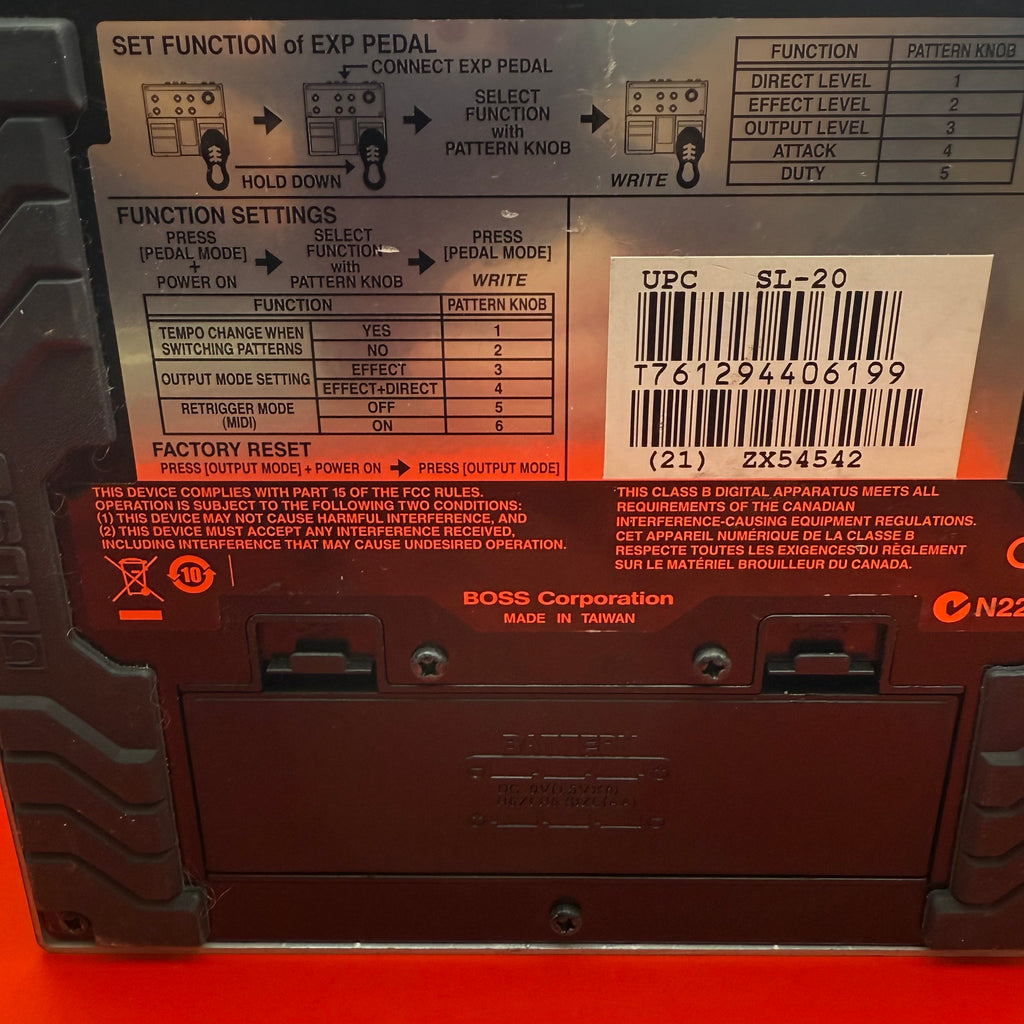 SET FUNCTION of EXP PEDAL
CONNECT EXP PEDAL
SELECT
FUNCTION
with
PATTERN KNOB
HOLD DOWN
WRITE
FUNCTION PATTERN KNOB
DIRECT LEVEL 1
EFFECT LEVEL 2
OUTPUT LEVEL 3
ATTACK 4
DUTY 5
FUNCTION SETTINGS
PRESS
[PEDAL MODE]
+
POWER ON
SELECT
FUNCTION
with
PATTERN KNOB
PRESS
[PEDAL MODE]
WRITE
FUNCTION PATTERN KNOB
TEMPO CHANGE WHEN
SWITCHING PATTERNS
YES 1
NO 2
OUTPUT MODE SETTING
EFFECT 3
EFFECT+DIRECT 4
RETRIGGER MODE
(MIDI)
OFF 5
ON 6
FACTORY RESET
PRESS [OUTPUT MODE] + POWER ON PRESS [OUTPUT MODE]
UPC SL-20
T761294406199
(21) ZX54542
THIS DEVICE COMPLIES WITH PART 15 OF THE FCC RULES.
OPERATION IS SUBJECT TO THE FOLLOWING TWO CONDITIONS:
(1) THIS DEVICE MAY NOT CAUSE HARMFUL INTERFERENCE, AND
(2) THIS DEVICE MUST ACCEPT ANY INTERFERENCE RECEIVED,
INCLUDING INTERFERENCE THAT MAY CAUSE UNDESIRED OPERATION.
THIS CLASS B DIGITAL APPARATUS MEETS ALL
REQUIREMENTS OF THE CANADIAN
INTERFERENCE-CAUSING EQUIPMENT REGULATIONS.
CET APPAREIL NUMÉRIQUE DE LA CLASSE B
RESPECTE TOUTES LES EXIGENCES DU RÈGLEMENT
SUR LE MATÉRIEL BROUILLEUR DU CANADA.
10
BOSS Corporation
MADE IN TAIWAN
N22
BOSS
BATTERY